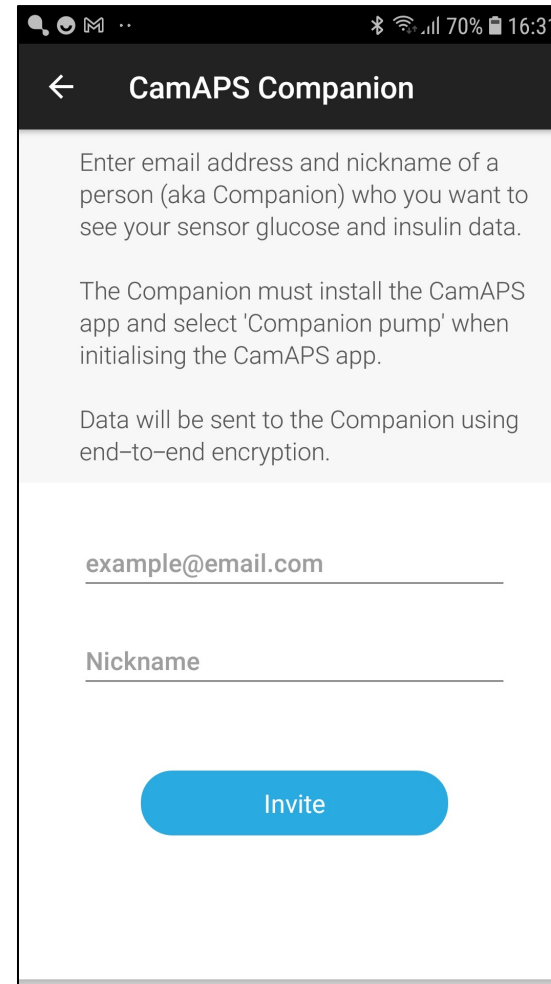 70% 16:31
CamAPS Companion
Enter email address and nickname of a
person (aka Companion) who you want to
see your sensor glucose and insulin data.
The Companion must install the CamAPS
app and select 'Companion pump' when
initialising the CamAPS app.
Data will be sent to the Companion using
end-to-end encryption.
example@email.com
Nickname
Invite